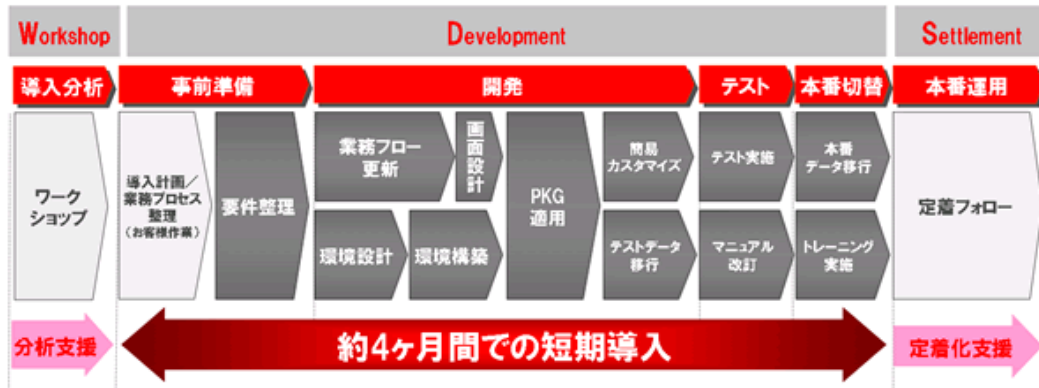 Workshop
Development
Settlement
導入分析
事前準備
開発
テスト
本番切替
本番運用
ワーク
ショップ
導入計画／
業務プロセス
整理
（お客様作業）
要件整理
業務フロー
更新
画面設計
環境設計
環境構築
PKG
適用
簡易
カスタマイズ
テストデータ
移行
テスト実施
マニュアル
改訂
本番
データ移行
トレーニング
実施
定着フォロー
分析支援
約4ヶ月間での短期導入
定着化支援